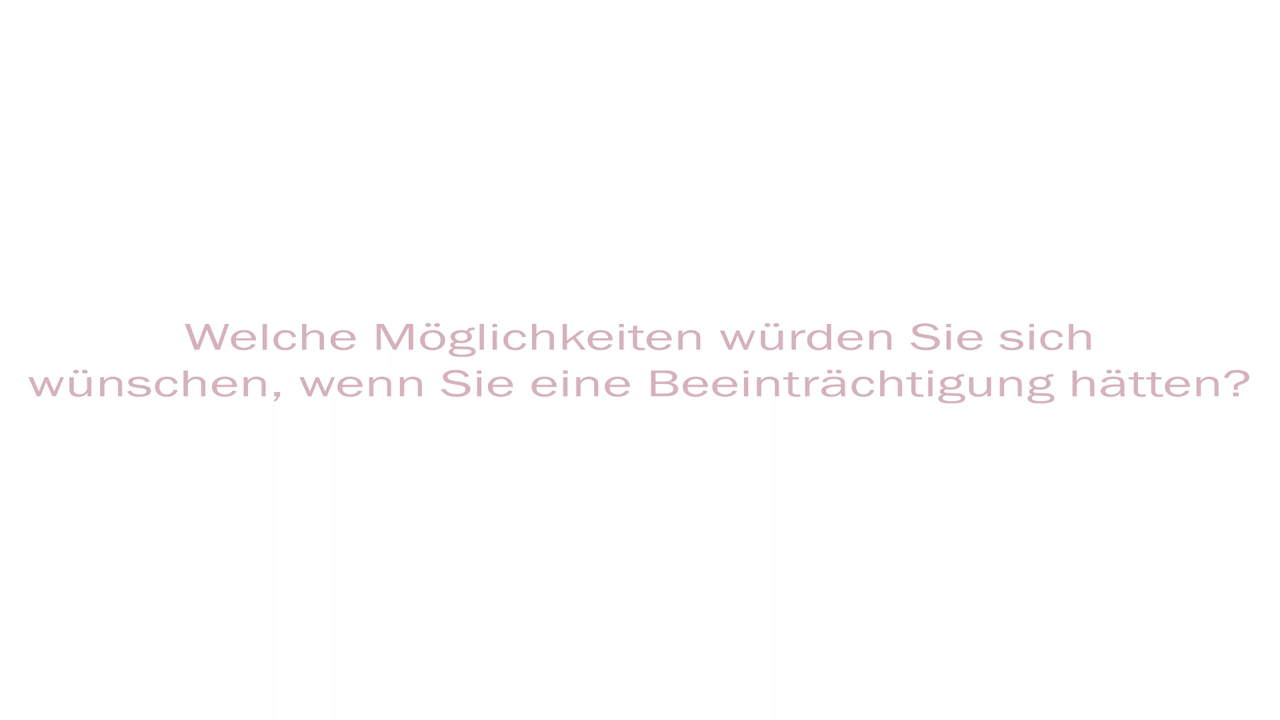 Welche Möglichkeiten würden Sie sich
wünschen, wenn Sie eine Beeinträchtigung hätten?